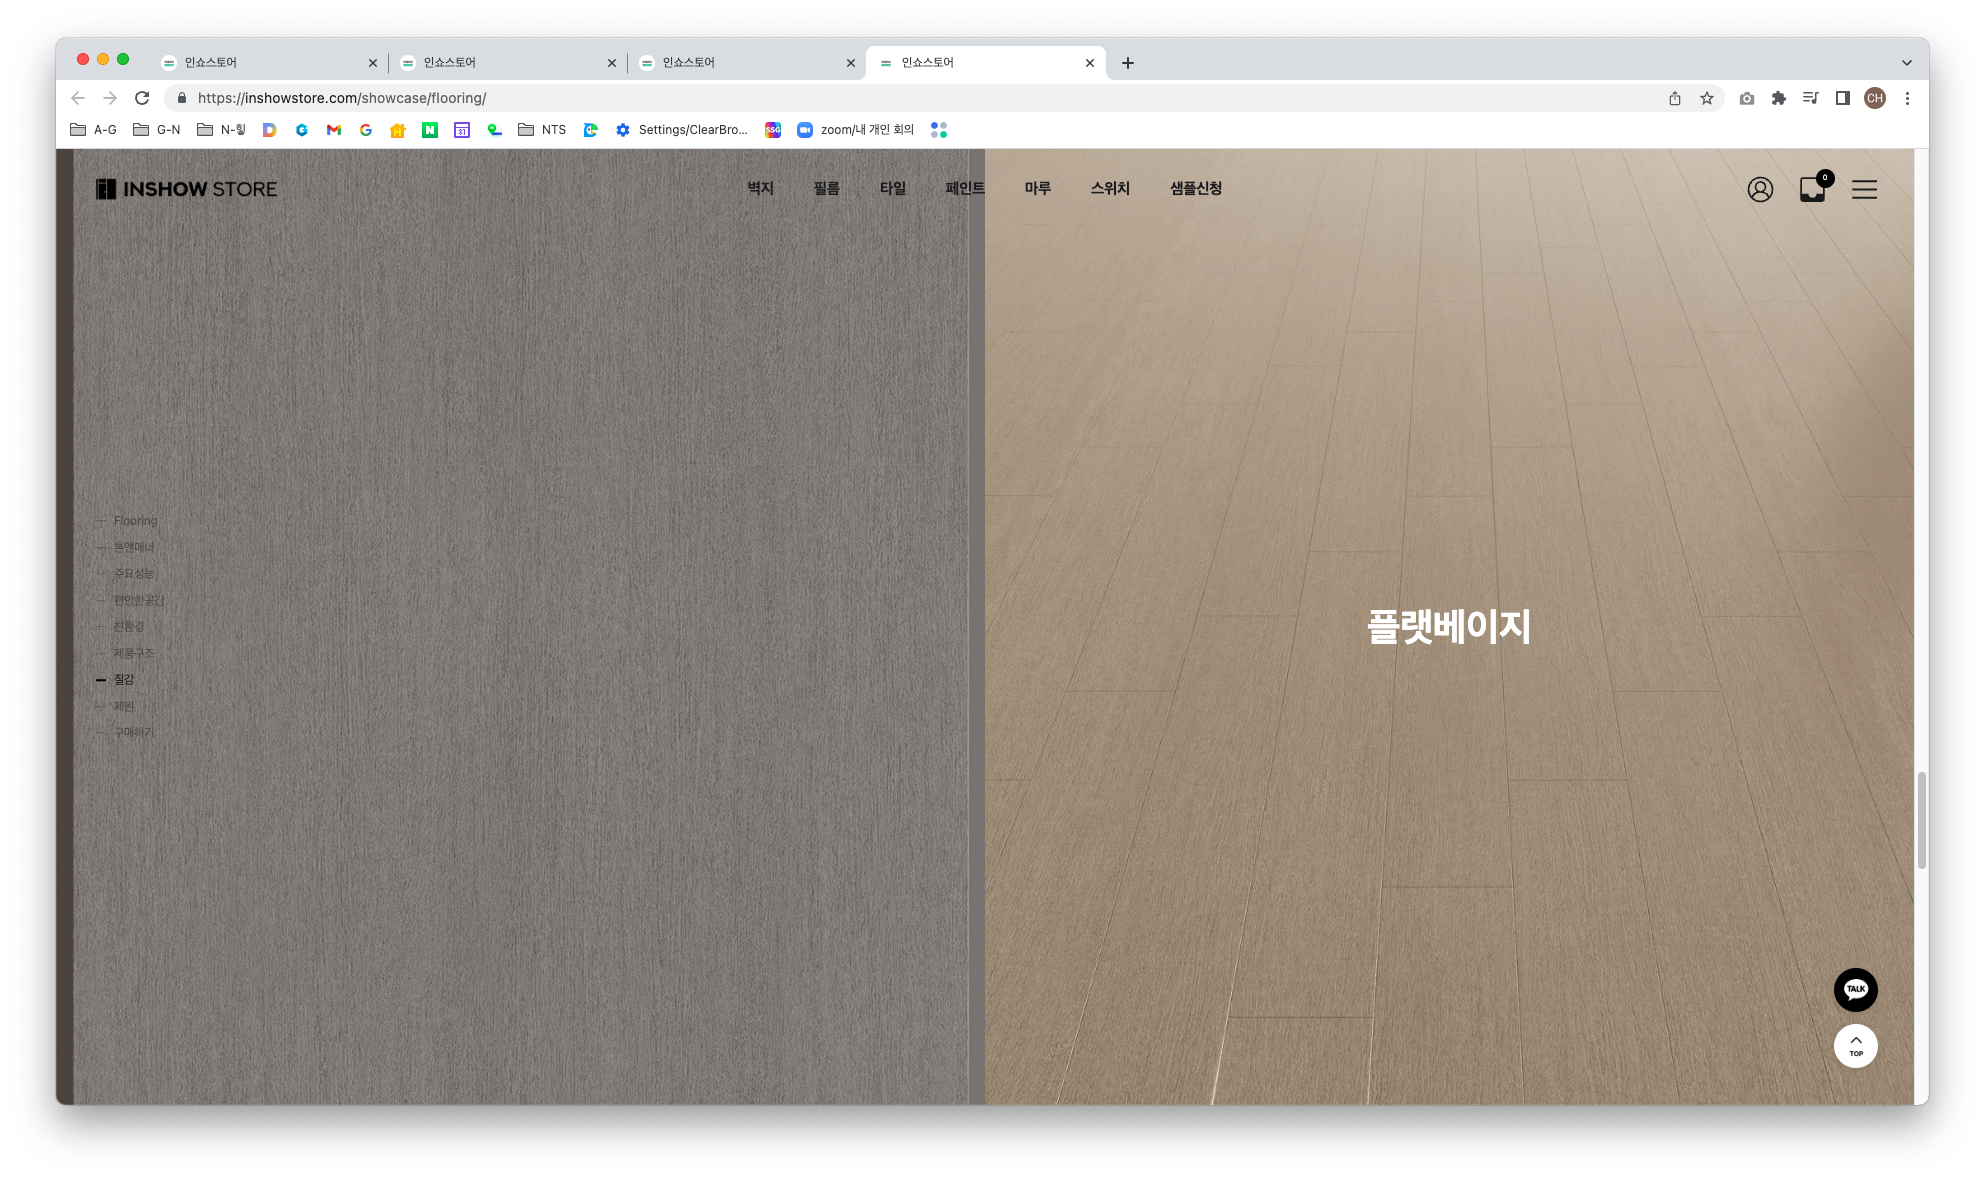 인쇼스토어
인쇼스토어
인쇼스토어
인쇼스토어
https://inshowstore.com/showcase/flooring/
CH
A-G
G-N
N-힣
31
NTS
Settings/ClearBro...
SSG
zoom/내 개인 회의
INSHOW STORE
벽지
필름
타일
페인트
마루
스위치
샘플신청
0
Flooring
톤앤매너
주요성능
편안한공간
친환경
제품구조
질감
제원
구매하기
플랫베이지
TALK
TOP